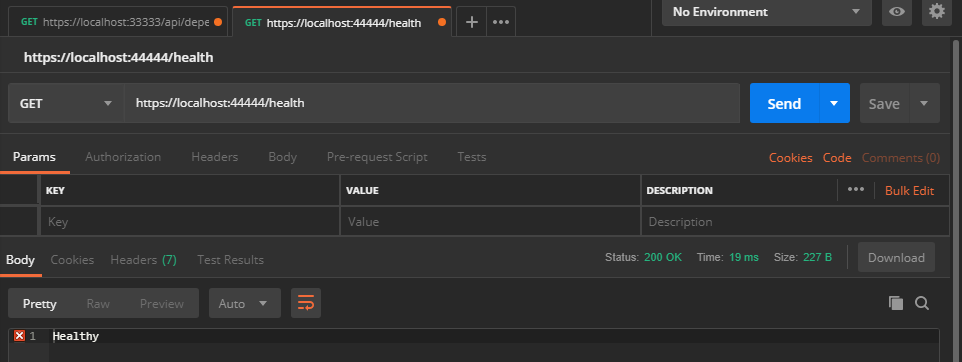 GET https://localhost:33333/api/depe GET https://localhost:44444/health No Environment
https://localhost:44444/health
GET https://localhost:44444/health Send Save
Params Authorization Headers Body Pre-request Script Tests Cookies Code Comments (0)
KEY VALUE DESCRIPTION Bulk Edit
Key Value Description
Body Cookies Headers (7) Test Results Status: 200 OK Time: 19 ms Size: 227 B Download
Pretty Raw Preview Auto
1 Healthy